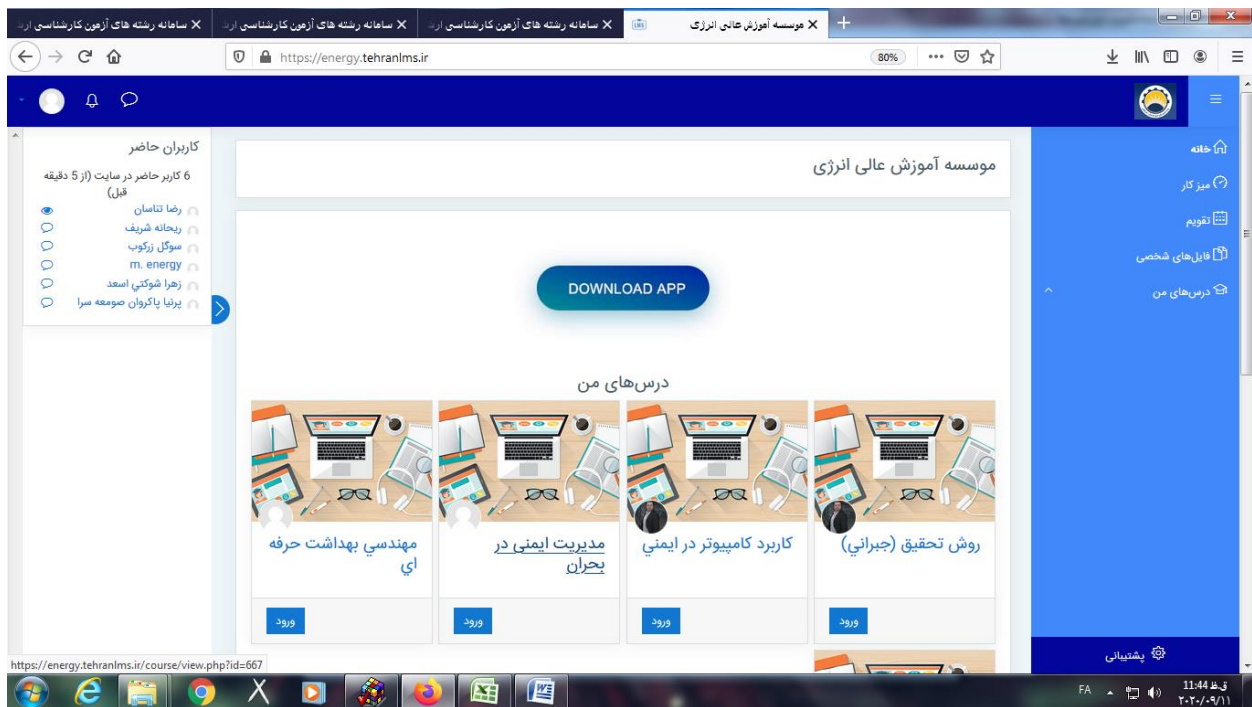 سامانه رشته های آزمون کارشناسی ار
سامانه رشته های آزمون کارشناسی ار
سامانه رشته های آزمون کارشناسی ار
موسسه آموزش عالی انرژی
https://energy.tehranlms.ir
80%
خانه
میز کار
تقویم
فایل‌های شخصی
درس‌های من
پشتیبانی
موسسه آموزش عالی انرژی
DOWNLOAD APP
درس‌های من
روش تحقیق (جبراني)
کاربرد کامپیوتر در ایمني
مدیریت ایمنی در
بحران
مهندسي بهداشت حرفه
اي
ورود
ورود
ورود
ورود
کاربران حاضر
6 کاربر حاضر در سایت (از 5 دقیقه
قبل)
رضا تتاسان
ریحانه شریف
سوگل زرکوب
m. energy
زهرا شوکتي اسعد
پرنیا پاکروان صومعه سرا
https://energy.tehranlms.ir/course/view.php?id=667
FA
11:44 ق.ظ
۲۰۲۰/۰۹/۱۱